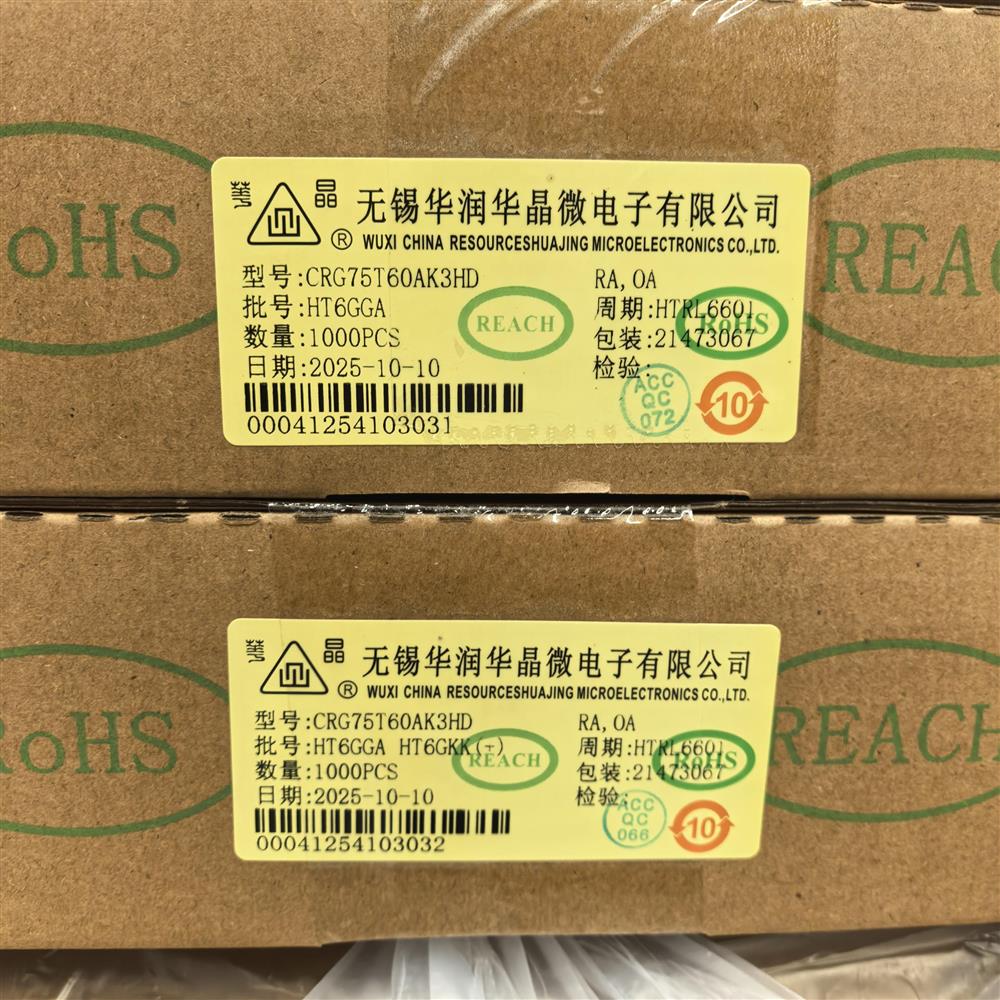 RoHS
REACH
華 晶
无锡华润华晶微电子有限公司
® WUXI CHINA RESOURCESHUAJING MICROELECTRONICS CO.,LTD.
型号:CRG75T60AK3HD RA,OA
批号:HT6GGA 周期:HTRL6601
数量:1000PCS 包装:21473067
日期:2025-10-10 检验:
REACH
RoHS
ACC
QC
072
10
00041254103031
RoHS
REACH
華 晶
无锡华润华晶微电子有限公司
® WUXI CHINA RESOURCESHUAJING MICROELECTRONICS CO.,LTD.
型号:CRG75T60AK3HD RA,OA
批号:HT6GGA HT6GKK 周期:HTRL6601
数量:1000PCS 包装:21473067
日期:2025-10-10 检验:
REACH
RoHS
ACC
QC
066
10
00041254103032